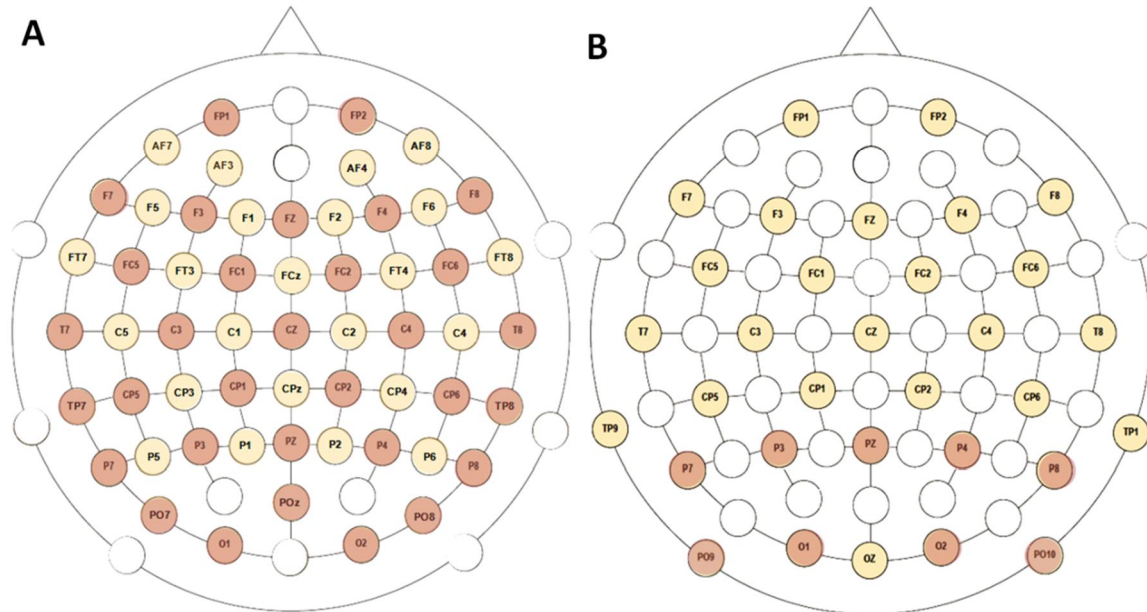 A
B
FP1 FP2
AF7 AF8
AF3 AF4
F7 F5 F3 F1 FZ F2 F4 F6 F8
FT7 FC5 FT3 FC1 FCz FC2 FT4 FC6 FT8
T7 C5 C3 C1 CZ C2 C4 C4 T8
TP7 CP5 CP3 CP1 CPz CP2 CP4 CP6 TP8
P7 P5 P3 P1 PZ P2 P4 P6 P8
PO7 POz PO8
O1 O2
FP1 FP2
F7 F3 FZ F4 F8
FC5 FC1 FC2 FC6
T7 C3 CZ C4 T8
CP5 CP1 CP2 CP6
TP9 TP1
P7 P3 PZ P4 P8
O1 OZ O2
PO9 PO10